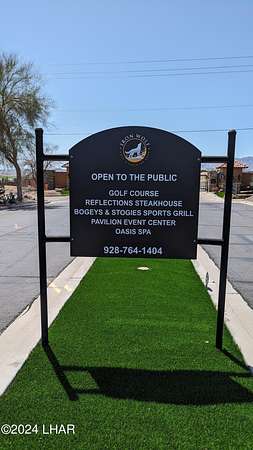 IRON WOLF
OPEN TO THE PUBLIC
GOLF COURSE
REFLECTIONS STEAKHOUSE
BOGEYS & STOGIES SPORTS GRILL
PAVILION EVENT CENTER
OASIS SPA
928-764-1404
©2024 LHAR